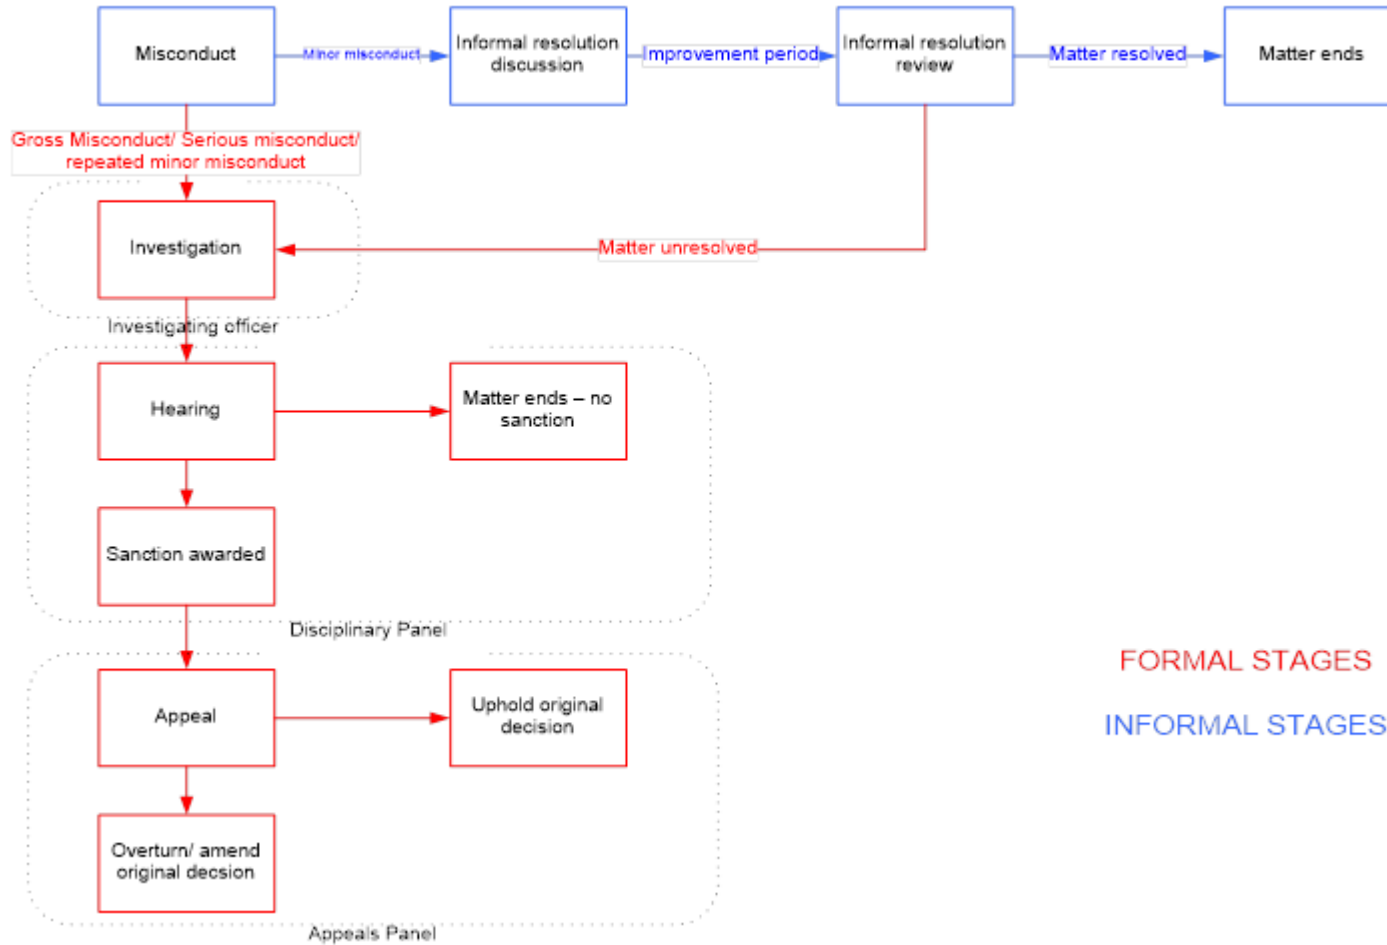 Misconduct
Minor misconduct
Informal resolution
discussion
Improvement period
Informal resolution
review
Matter resolved
Matter ends
Gross Misconduct/ Serious misconduct/
repeated minor misconduct
Investigation
Matter unresolved
Investigating officer
Hearing
Matter ends – no
sanction
Sanction awarded
Disciplinary Panel
Appeal
Uphold original
decision
Overturn/ amend
original decsion
Appeals Panel
FORMAL STAGES
INFORMAL STAGES